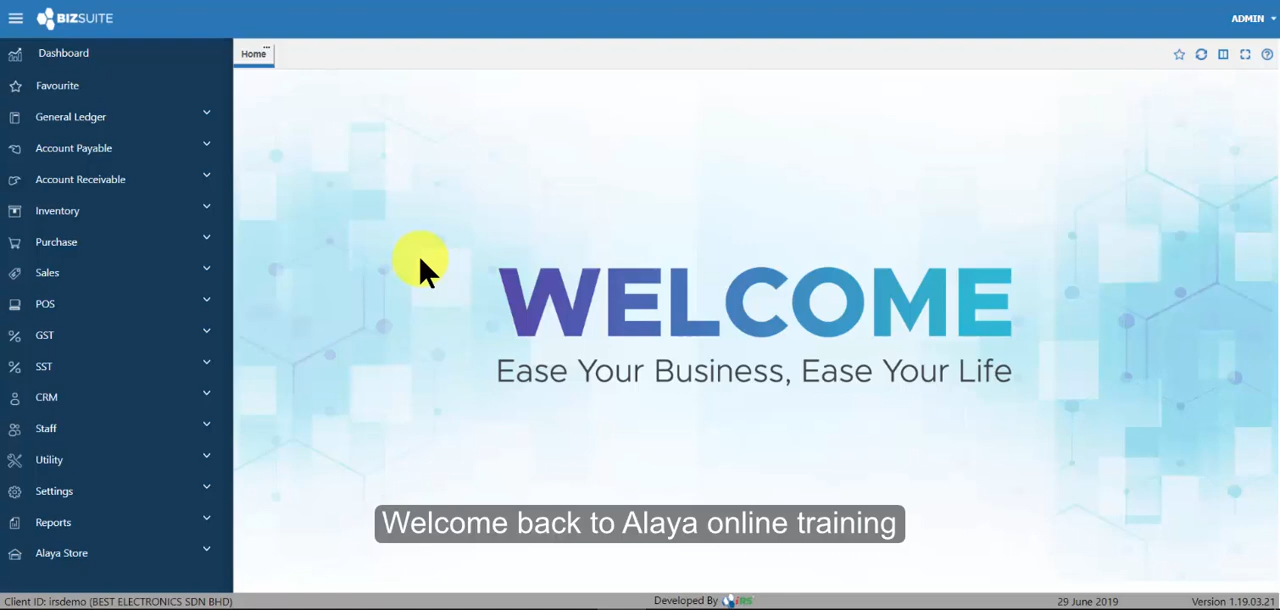 BIZSUITE
ADMIN
Dashboard
Favourite
General Ledger
Account Payable
Account Receivable
Inventory
Purchase
Sales
POS
GST
SST
CRM
Staff
Utility
Settings
Reports
Alaya Store
Home
WELCOME
Ease Your Business, Ease Your Life
Welcome back to Alaya online training
Client ID: irsdemo (BEST ELECTRONICS SDN BHD)
Developed By iRS
29 June 2019
Version 1.19.03.21